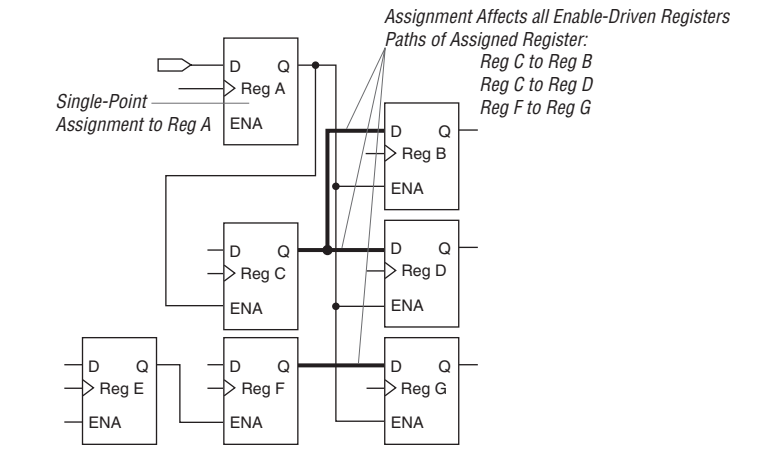 Assignment Affects all Enable-Driven Registers
Paths of Assigned Register:
Reg C to Reg B
Reg C to Reg D
Reg F to Reg G
Single-Point
Assignment to Reg A
D Q
Reg A
ENA
D Q
Reg B
ENA
D Q
Reg C
ENA
D Q
Reg D
ENA
D Q
Reg E
ENA
D Q
Reg F
ENA
D Q
Reg G
ENA